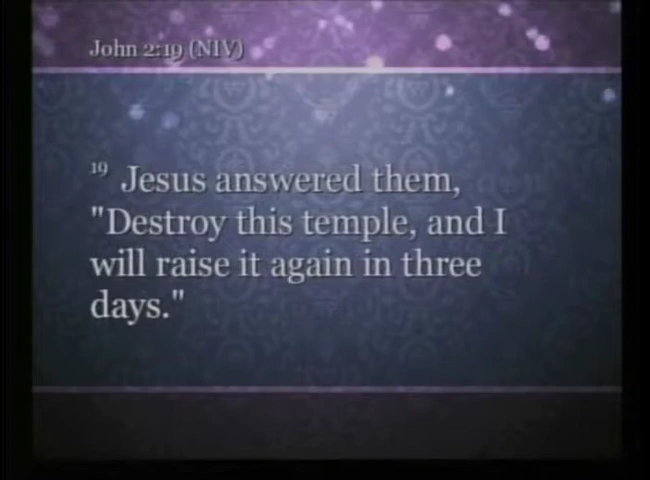 John 2:19 (NIV)
19 Jesus answered them,
"Destroy this temple, and I
will raise it again in three
days."